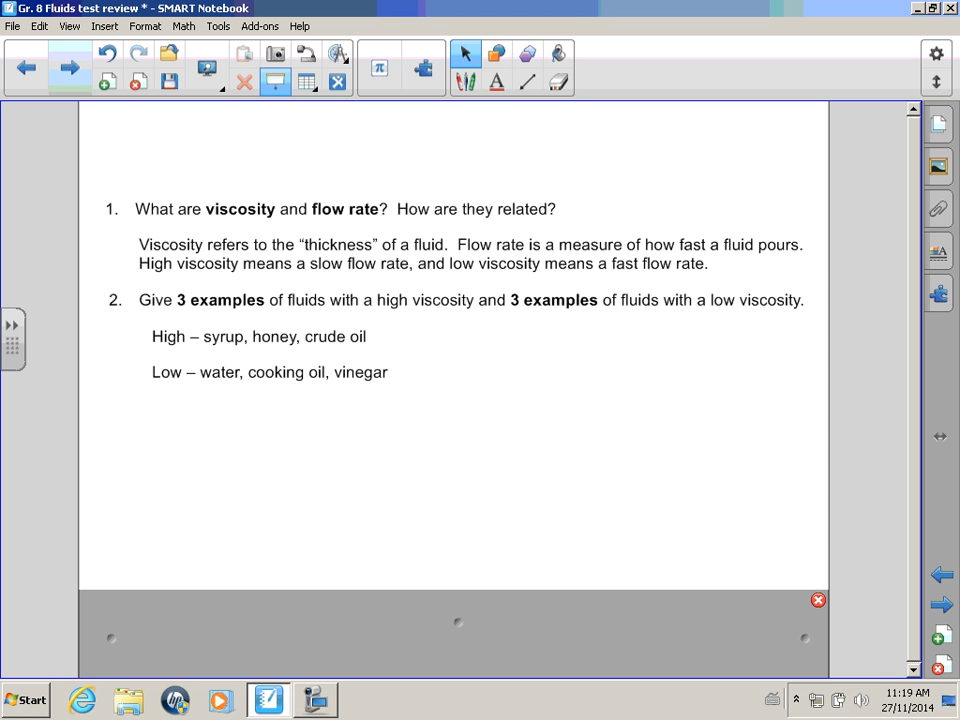 Gr. 8 Fluids test review * - SMART Notebook
File Edit View Insert Format Math Tools Add-ons Help
1. What are viscosity and flow rate? How are they related?
Viscosity refers to the “thickness” of a fluid. Flow rate is a measure of how fast a fluid pours.
High viscosity means a slow flow rate, and low viscosity means a fast flow rate.
2. Give 3 examples of fluids with a high viscosity and 3 examples of fluids with a low viscosity.
High – syrup, honey, crude oil
Low – water, cooking oil, vinegar
Start
11:19 AM
27/11/2014